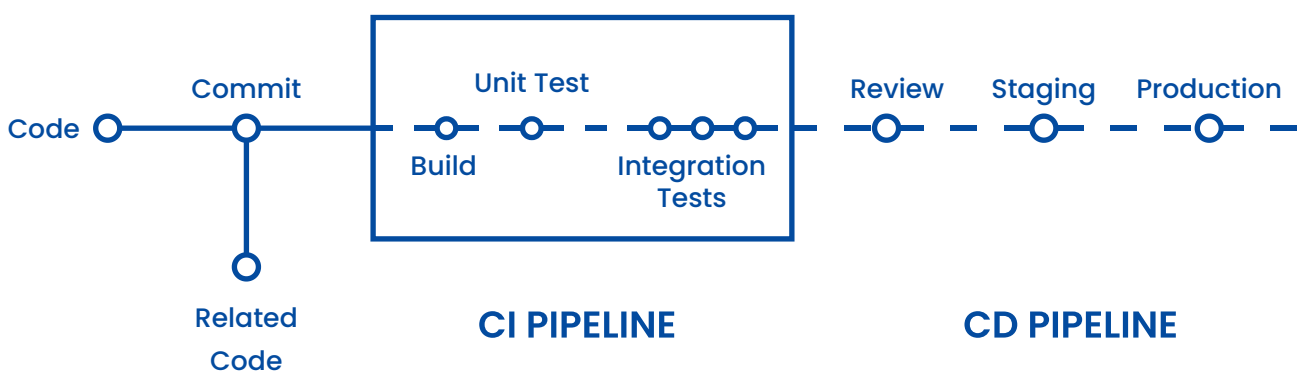 Code
Commit
Related
Code
Unit Test
Build
Integration
Tests
Review
Staging
Production
CI PIPELINE
CD PIPELINE